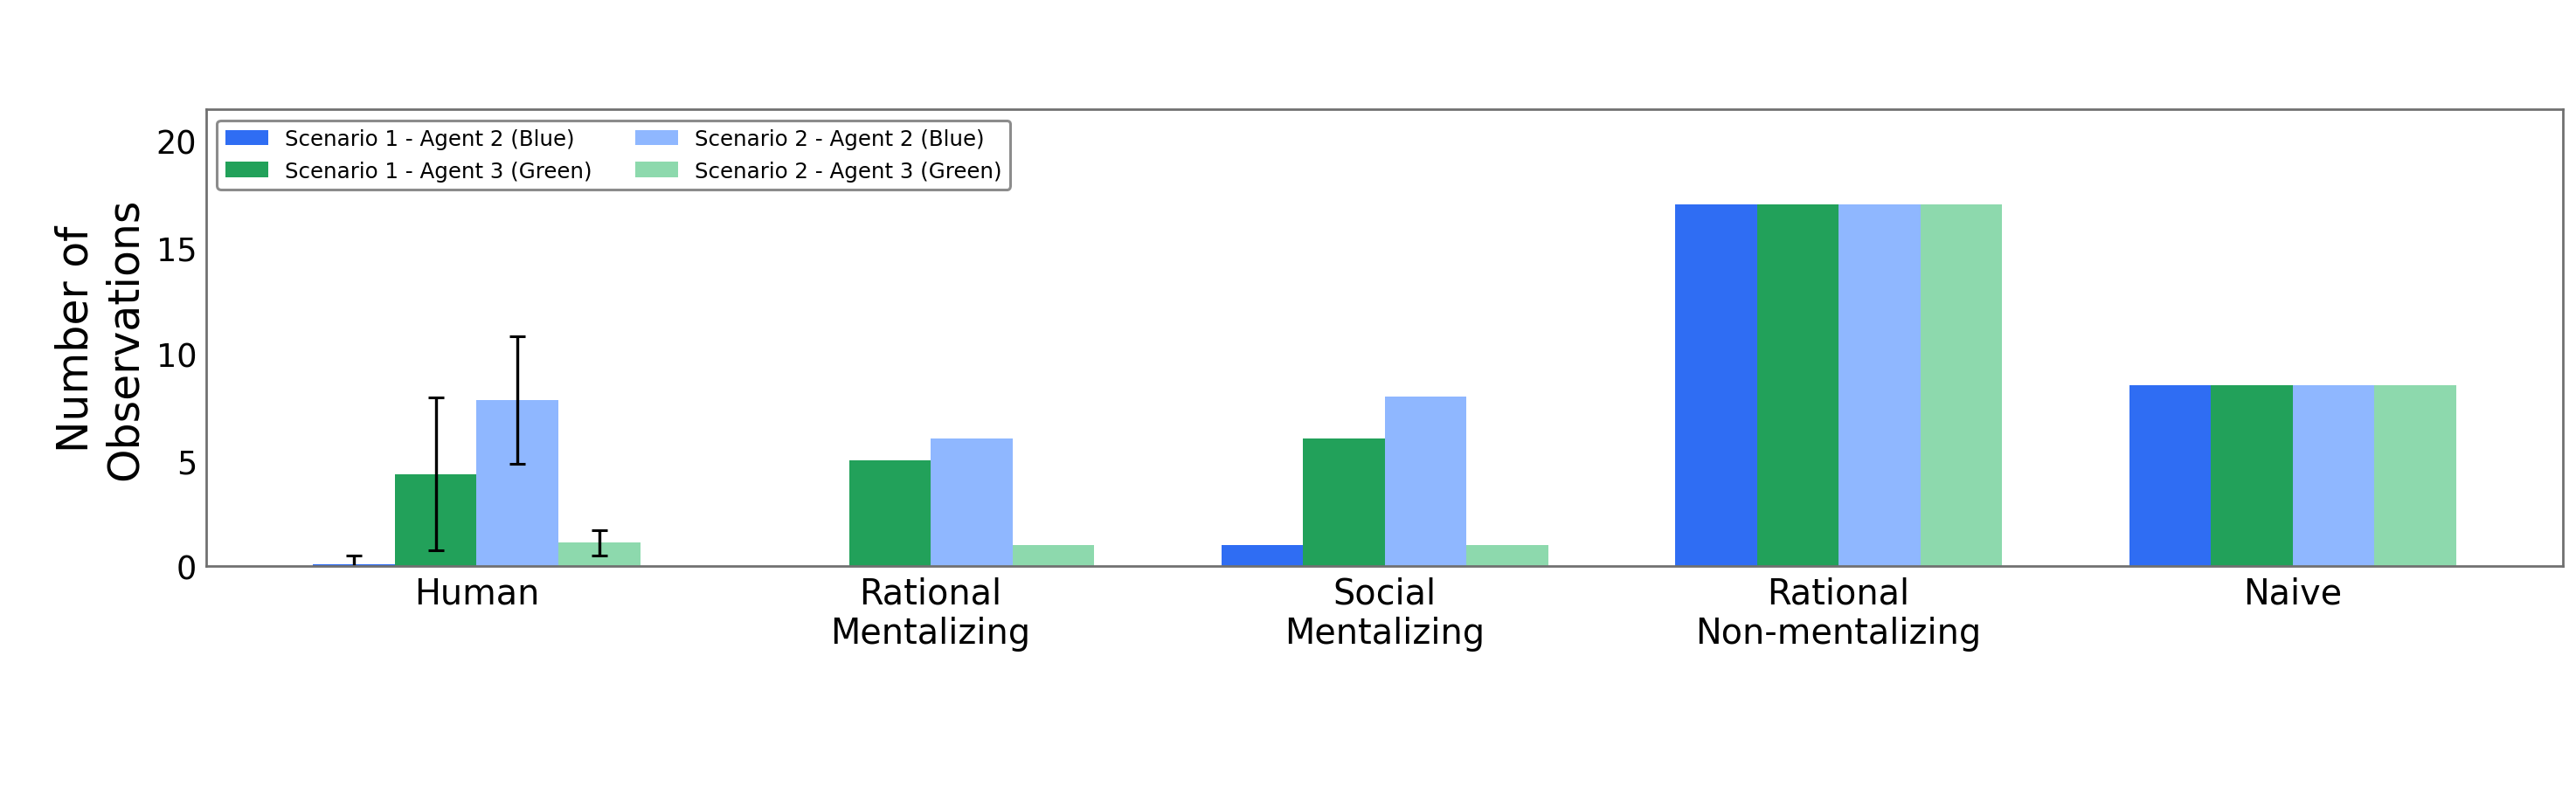 Number of
Observations
20
15
10
5
0
Scenario 1 - Agent 2 (Blue)
Scenario 1 - Agent 3 (Green)
Scenario 2 - Agent 2 (Blue)
Scenario 2 - Agent 3 (Green)
Human
Rational
Mentalizing
Social
Mentalizing
Rational
Non-mentalizing
Naive